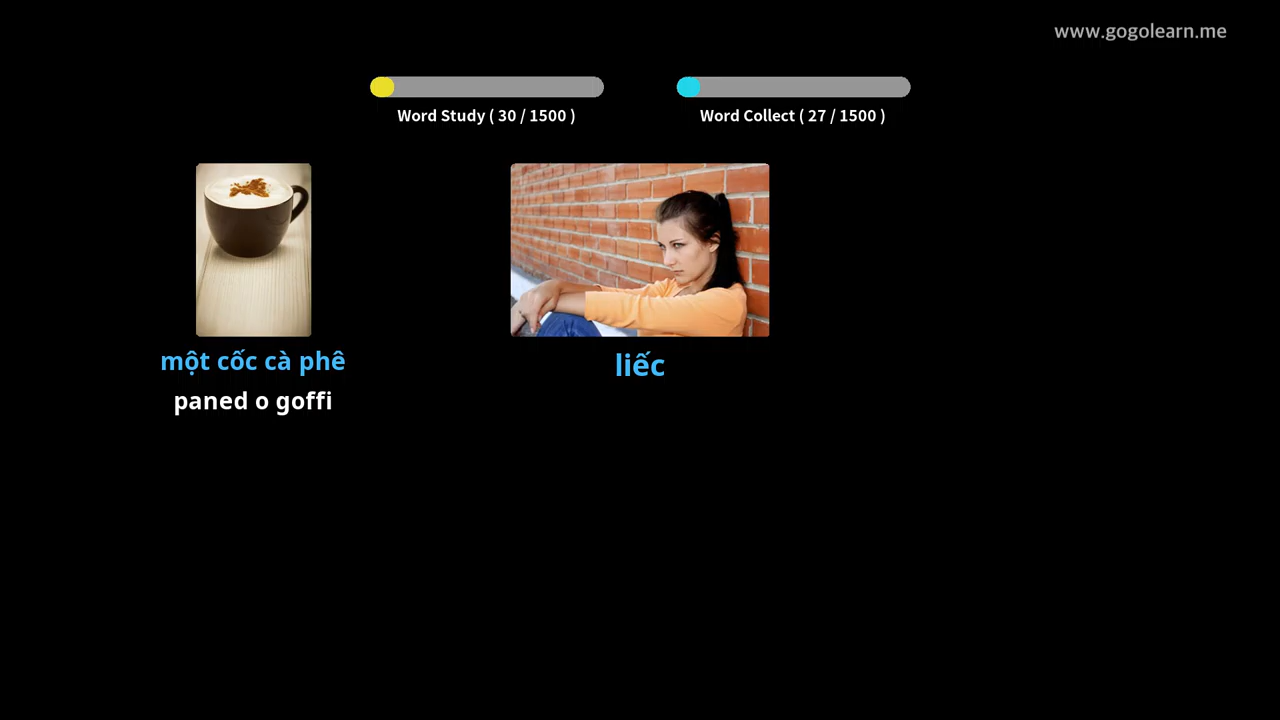 www.gogolearn.me
Word Study ( 30 / 1500 )
Word Collect ( 27 / 1500 )
một cốc cà phê
paned o goffi
liếc